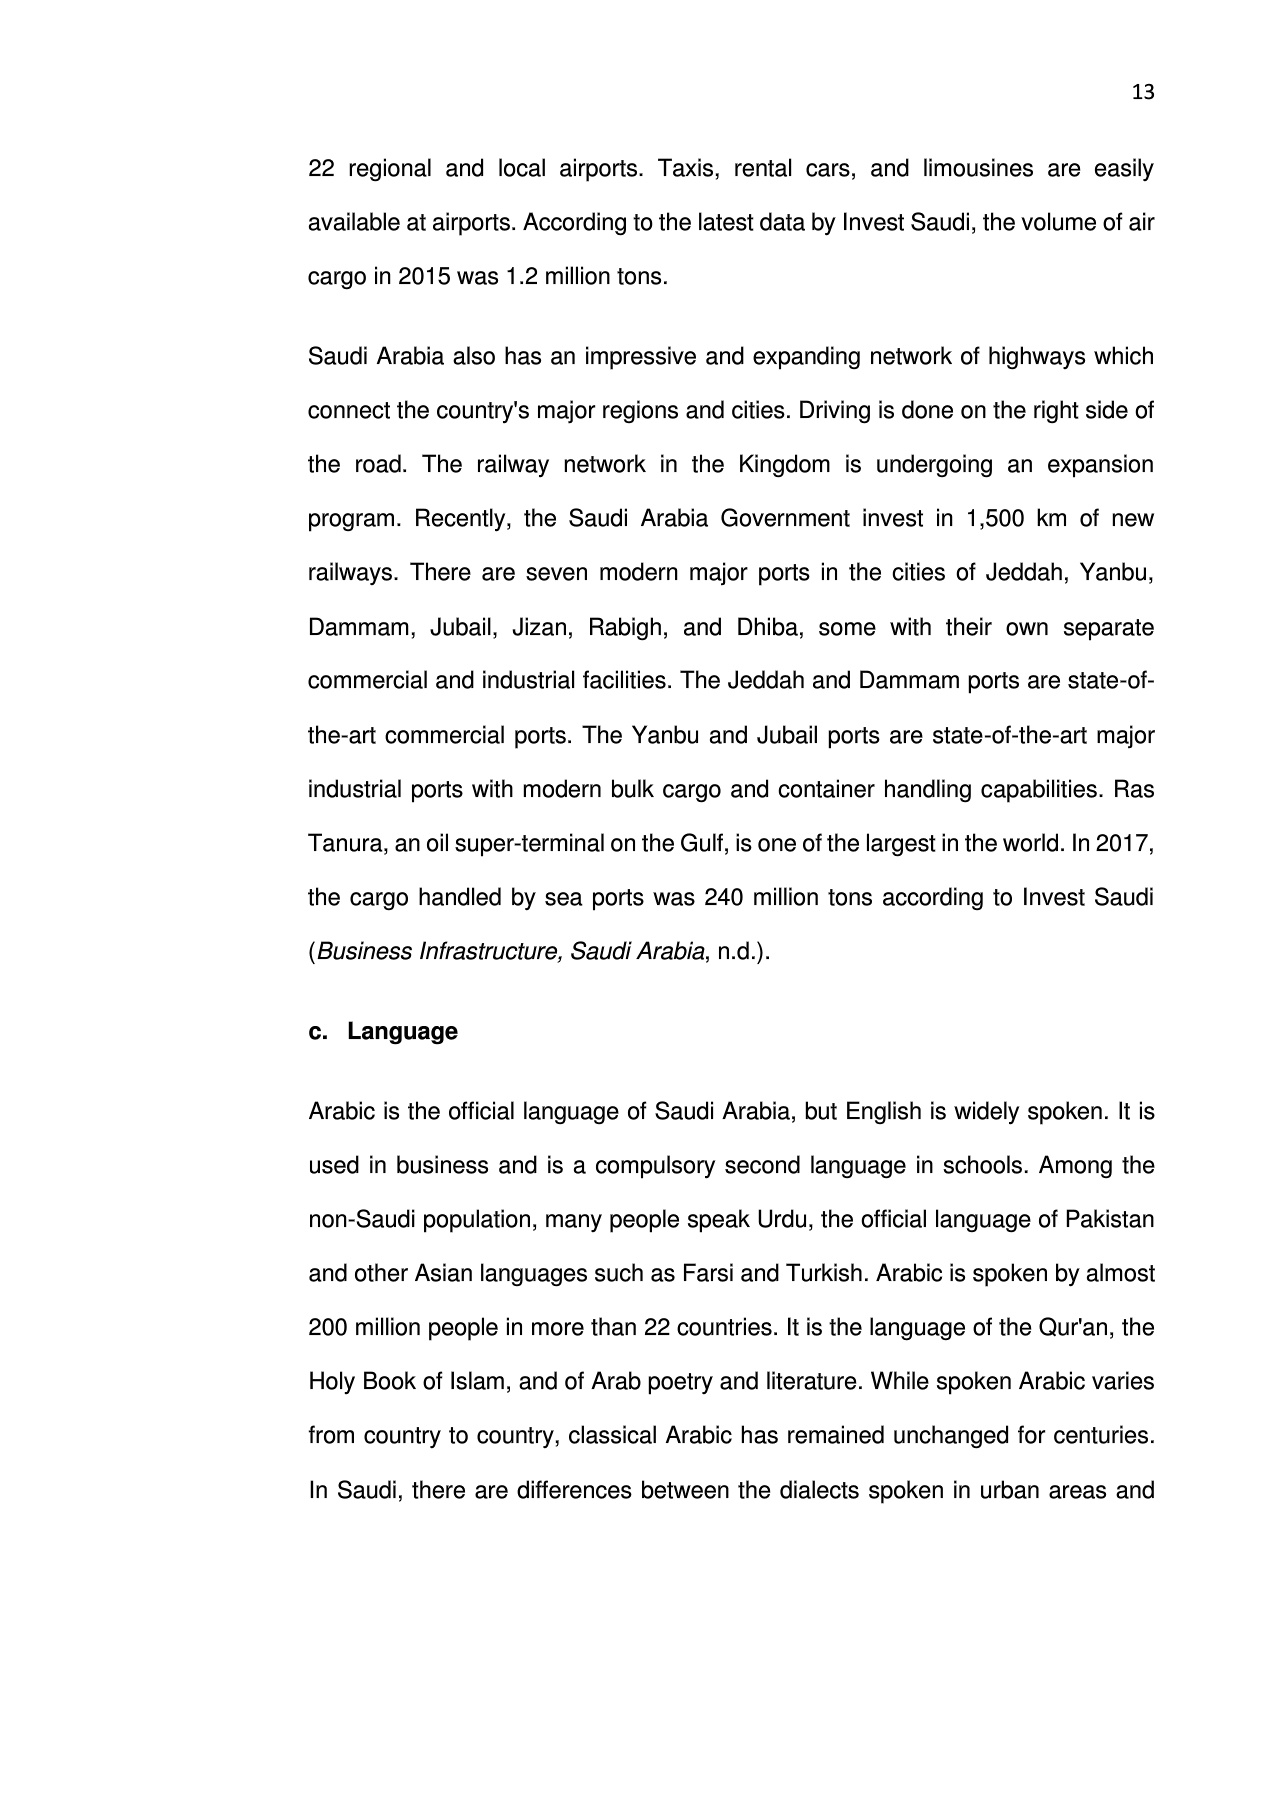 13
22 regional and local airports. Taxis, rental cars, and limousines are easily
available at airports. According to the latest data by Invest Saudi, the volume of air
cargo in 2015 was 1.2 million tons.
Saudi Arabia also has an impressive and expanding network of highways which
connect the country's major regions and cities. Driving is done on the right side of
the road. The railway network in the Kingdom is undergoing an expansion
program. Recently, the Saudi Arabia Government invest in 1,500 km of new
railways. There are seven modern major ports in the cities of Jeddah, Yanbu,
Dammam, Jubail, Jizan, Rabigh, and Dhiba, some with their own separate
commercial and industrial facilities. The Jeddah and Dammam ports are state-of-
the-art commercial ports. The Yanbu and Jubail ports are state-of-the-art major
industrial ports with modern bulk cargo and container handling capabilities. Ras
Tanura, an oil super-terminal on the Gulf, is one of the largest in the world. In 2017,
the cargo handled by sea ports was 240 million tons according to Invest Saudi
(Business Infrastructure, Saudi Arabia, n.d.).
c. Language
Arabic is the official language of Saudi Arabia, but English is widely spoken. It is
used in business and is a compulsory second language in schools. Among the
non-Saudi population, many people speak Urdu, the official language of Pakistan
and other Asian languages such as Farsi and Turkish. Arabic is spoken by almost
200 million people in more than 22 countries. It is the language of the Qur'an, the
Holy Book of Islam, and of Arab poetry and literature. While spoken Arabic varies
from country to country, classical Arabic has remained unchanged for centuries.
In Saudi, there are differences between the dialects spoken in urban areas and